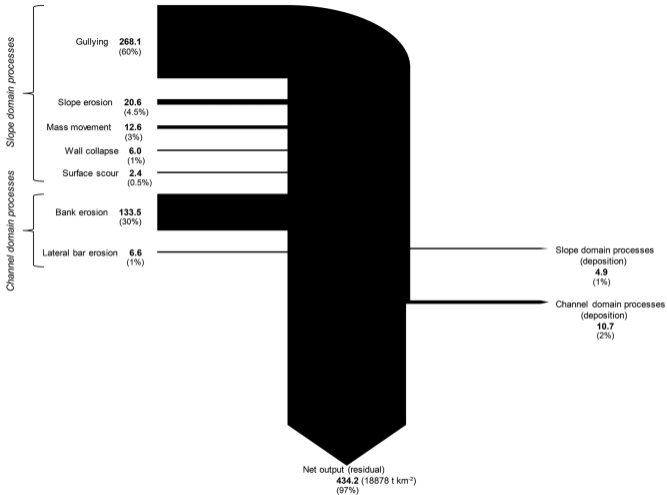 Slope domain processes
Gullying 268.1
(60%)
Slope erosion 20.6
(4.5%)
Mass movement 12.6
(3%)
Wall collapse 6.0
(1%)
Surface scour 2.4
(0.5%)
Channel domain processes
Bank erosion 133.5
(30%)
Lateral bar erosion 6.6
(1%)
Slope domain processes
(deposition)
4.9
(1%)
Channel domain processes
(deposition)
10.7
(2%)
Net output (residual)
434.2 (18878 t km⁻²)
(97%)